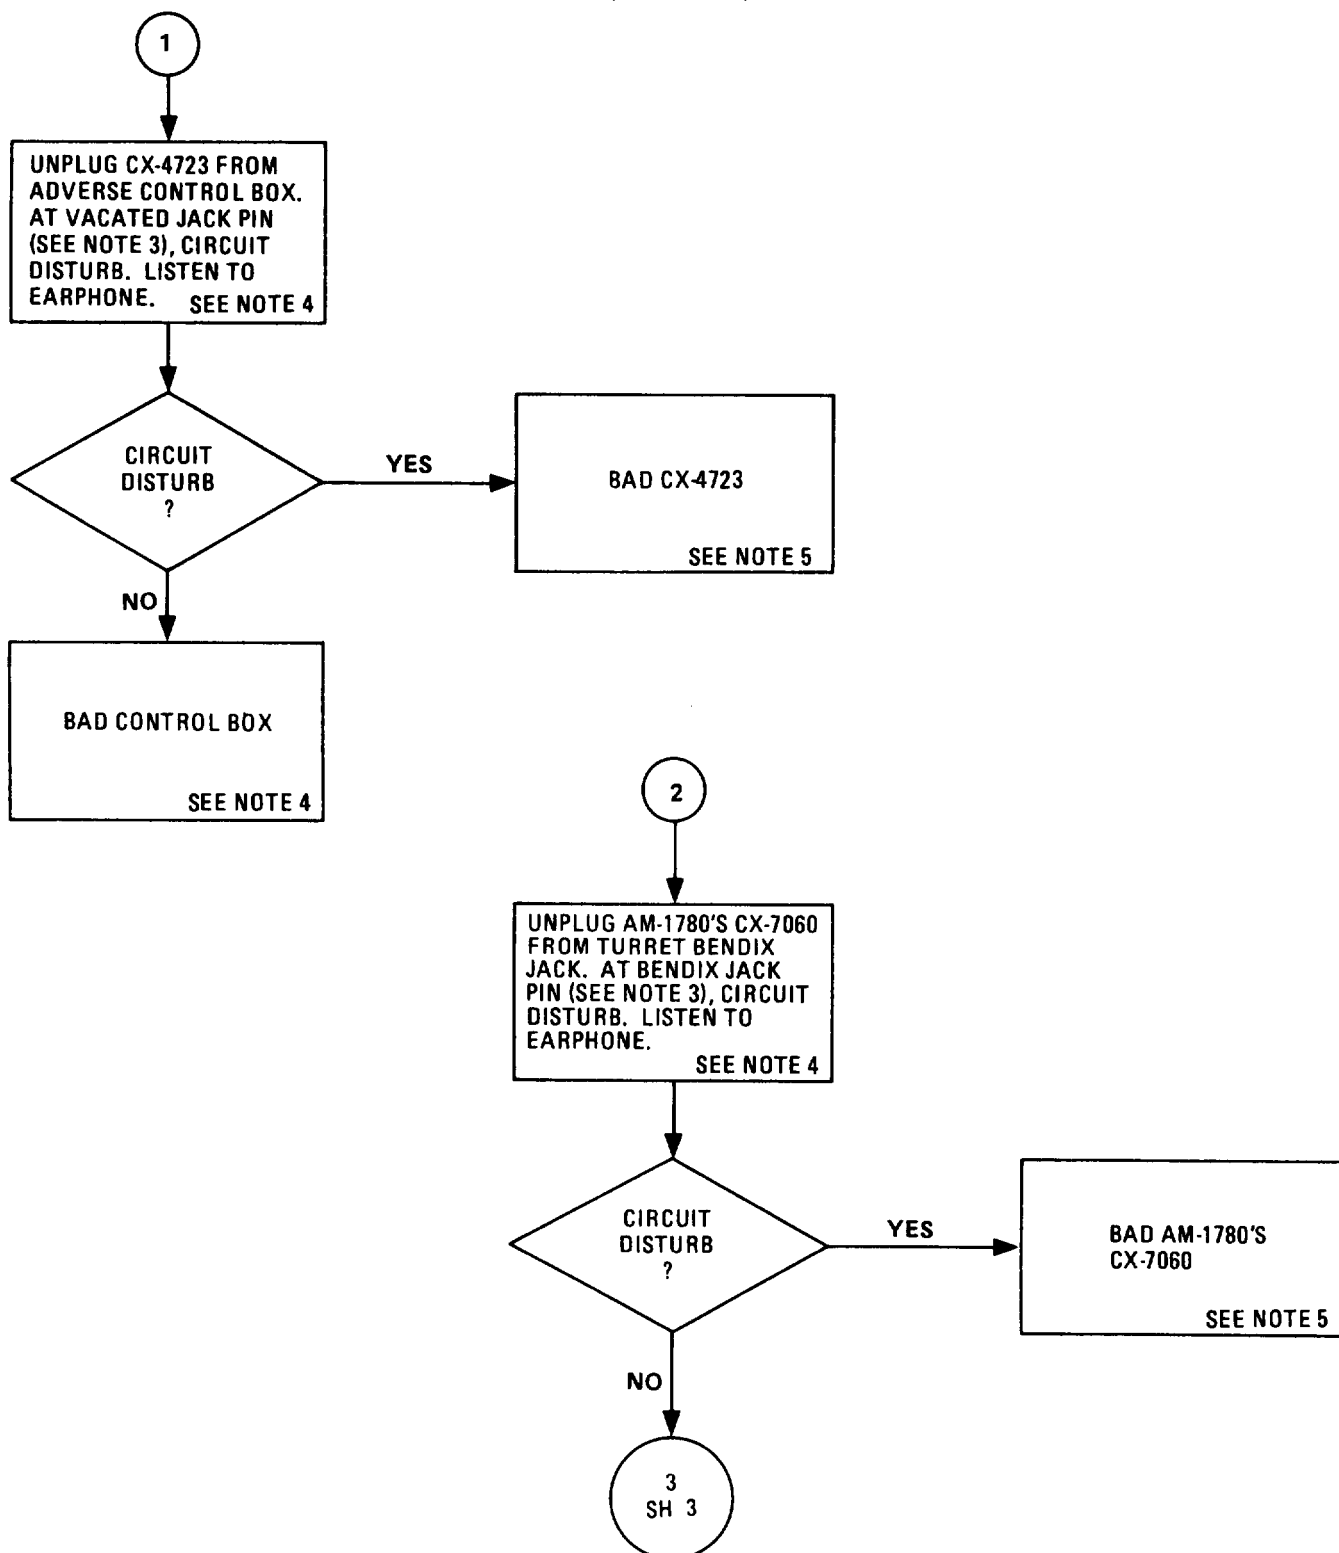 1
UNPLUG CX-4723 FROM
ADVERSE CONTROL BOX.
AT VACATED JACK PIN
(SEE NOTE 3), CIRCUIT
DISTURB. LISTEN TO
EARPHONE. SEE NOTE 4
CIRCUIT
DISTURB
?
YES
BAD CX-4723
SEE NOTE 5
NO
BAD CONTROL BOX
SEE NOTE 4
2
UNPLUG AM-1780'S CX-7060
FROM TURRET BENDIX
JACK. AT BENDIX JACK
PIN (SEE NOTE 3), CIRCUIT
DISTURB. LISTEN TO
EARPHONE.
SEE NOTE 4
CIRCUIT
DISTURB
?
YES
BAD AM-1780'S
CX-7060
SEE NOTE 5
NO
3
SH 3